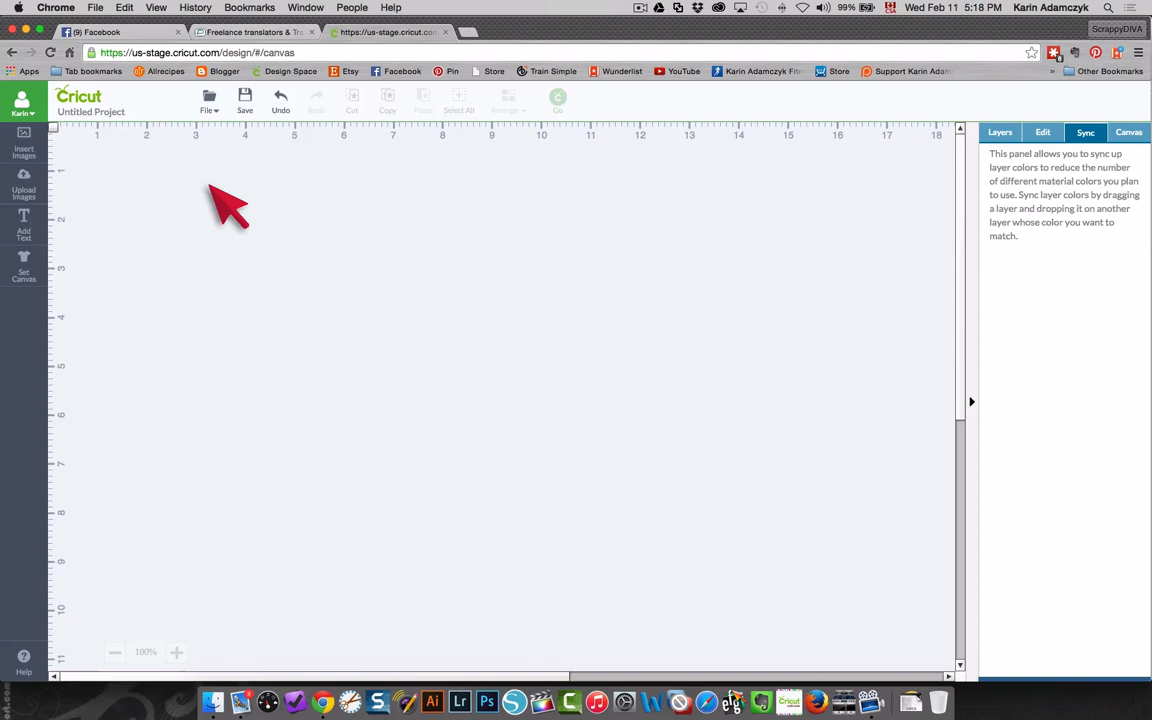 Chrome File Edit View History Bookmarks Window People Help 99% Wed Feb 11 5:18 PM Karin Adamczyk
(9) Facebook Freelance translators & Tra https://us-stage.cricut.com ScrappyDIVA
https://us-stage.cricut.com/design/#/canvas
Apps Tab bookmarks Allrecipes Blogger Design Space Etsy Facebook Pin Store Train Simple Wunderlist YouTube Karin Adamczyk Fitn Store Support Karin Adam » Other Bookmarks
Karin
Cricut
Untitled Project
File Save Undo Redo Cut Copy Paste Select All Arrange Go
Insert Images
Upload Images
Add Text
Set Canvas
Help
1 2 3 4 5 6 7 8 9 10 11 12 13 14 15 16 17 18
1
2
3
4
5
6
7
8
9
10
11
100%
Layers Edit Sync Canvas
This panel allows you to sync up
layer colors to reduce the number
of different material colors you plan
to use. Sync layer colors by dragging
a layer and dropping it on another
layer whose color you want to
match.
Ai Lr Ps